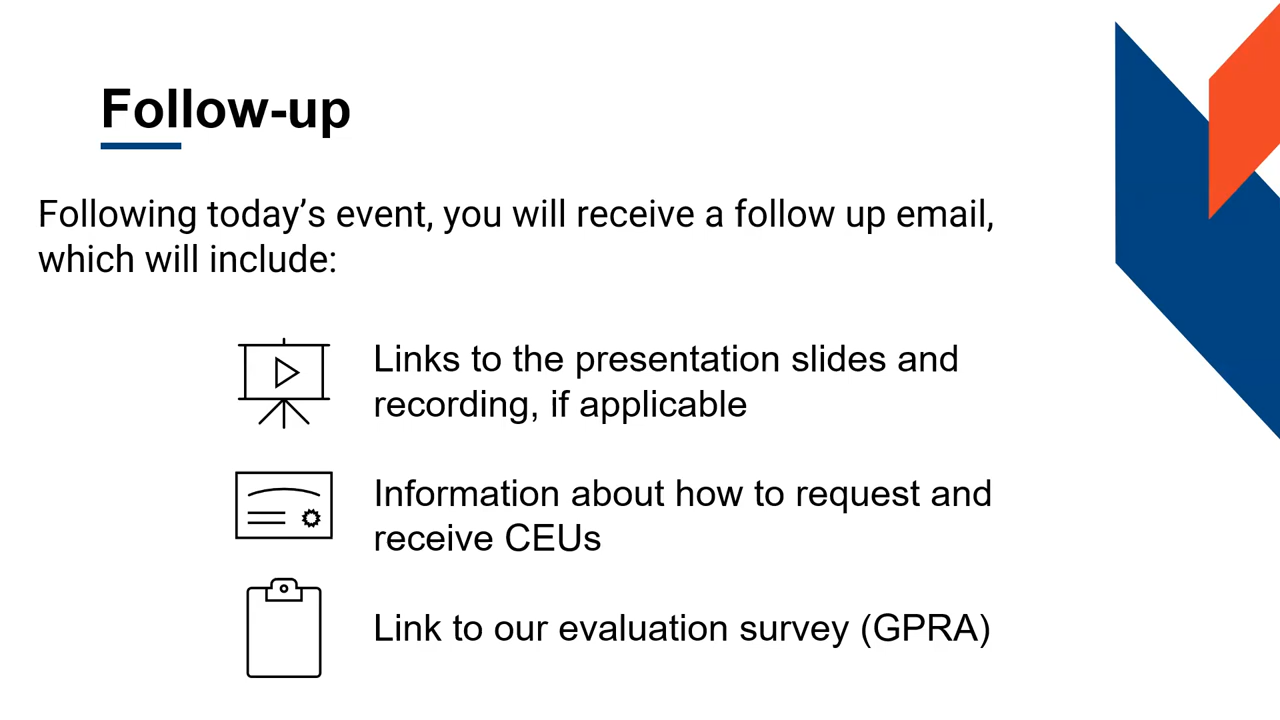 Follow-up
Following today’s event, you will receive a follow up email,
which will include:
Links to the presentation slides and
recording, if applicable
Information about how to request and
receive CEUs
Link to our evaluation survey (GPRA)